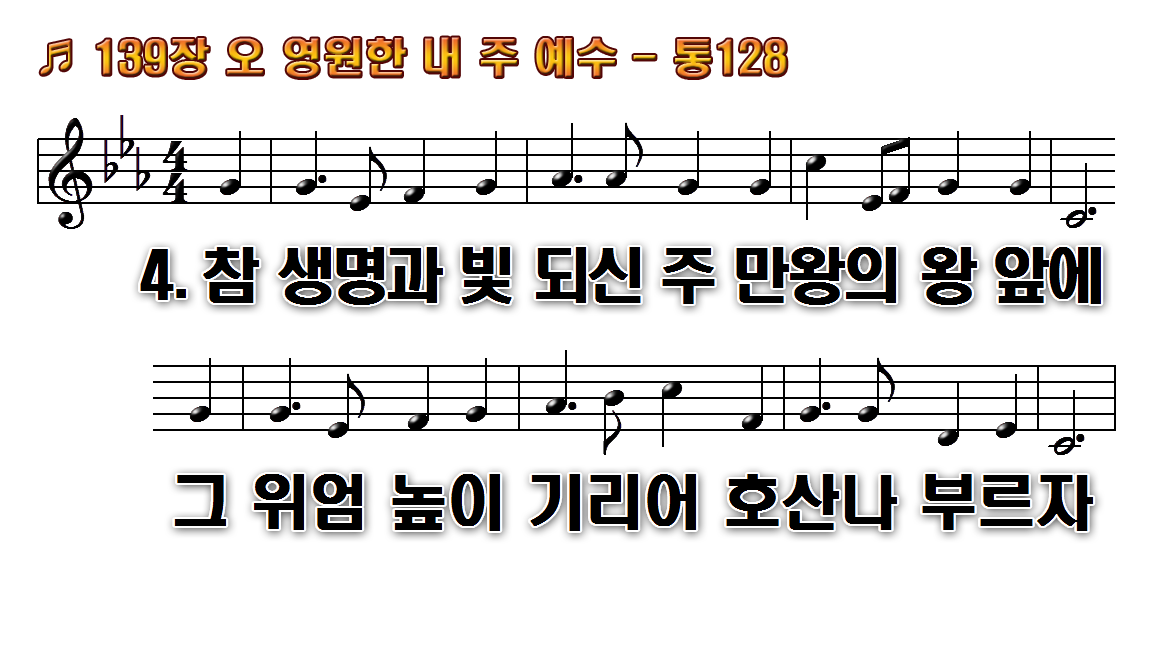 ♬ 139장 오 영원한 내 주 예수 - 통128
4. 참 생명과 빛 되신 주 만왕의 왕 앞에
그 위엄 높이 기리어 호산나 부르자